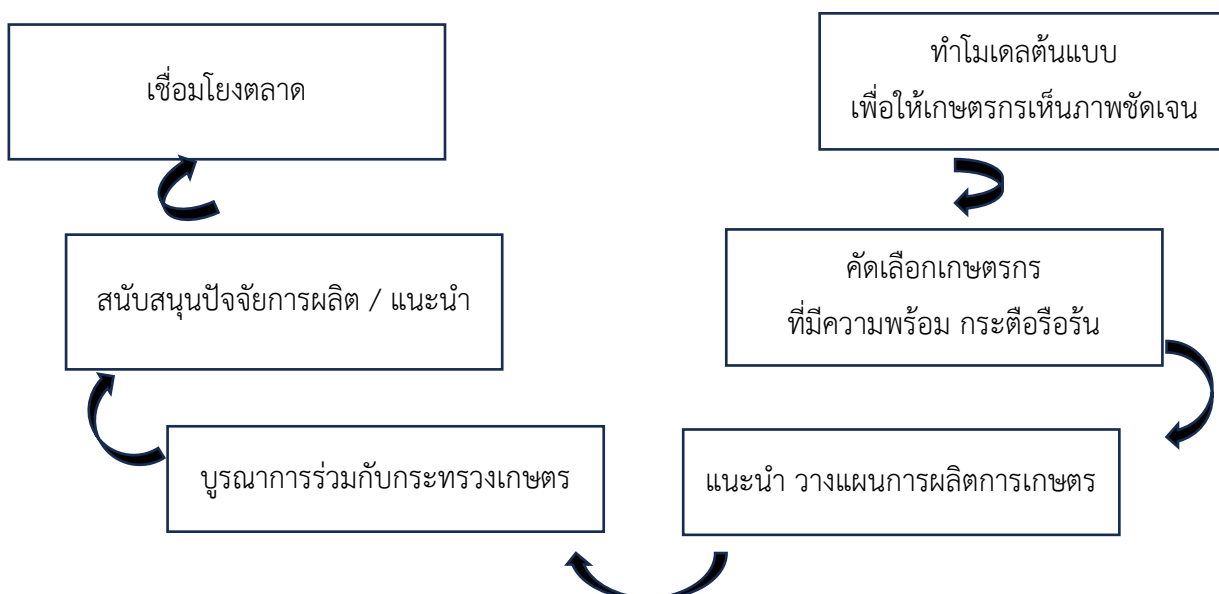 ทำโมเดลต้นแบบ
เพื่อให้เกษตรกรเห็นภาพชัดเจน
คัดเลือกเกษตรกร
ที่มีความพร้อม กระตือรือร้น
แนะนำ วางแผนการผลิตการเกษตร
บูรณาการร่วมกับกระทรวงเกษตร
สนับสนุนปัจจัยการผลิต / แนะนำ
เชื่อมโยงตลาด